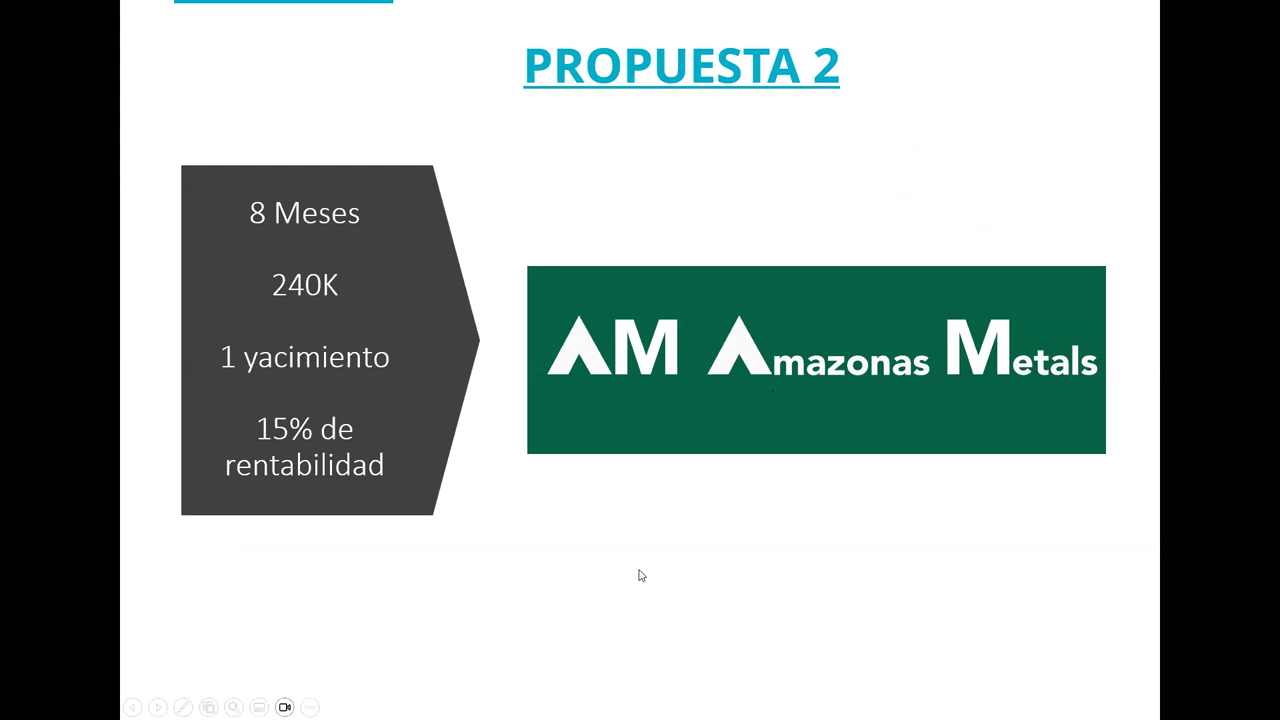 PROPUESTA 2
8 Meses
240K
1 yacimiento
15% de
rentabilidad
AM Amazonas Metals